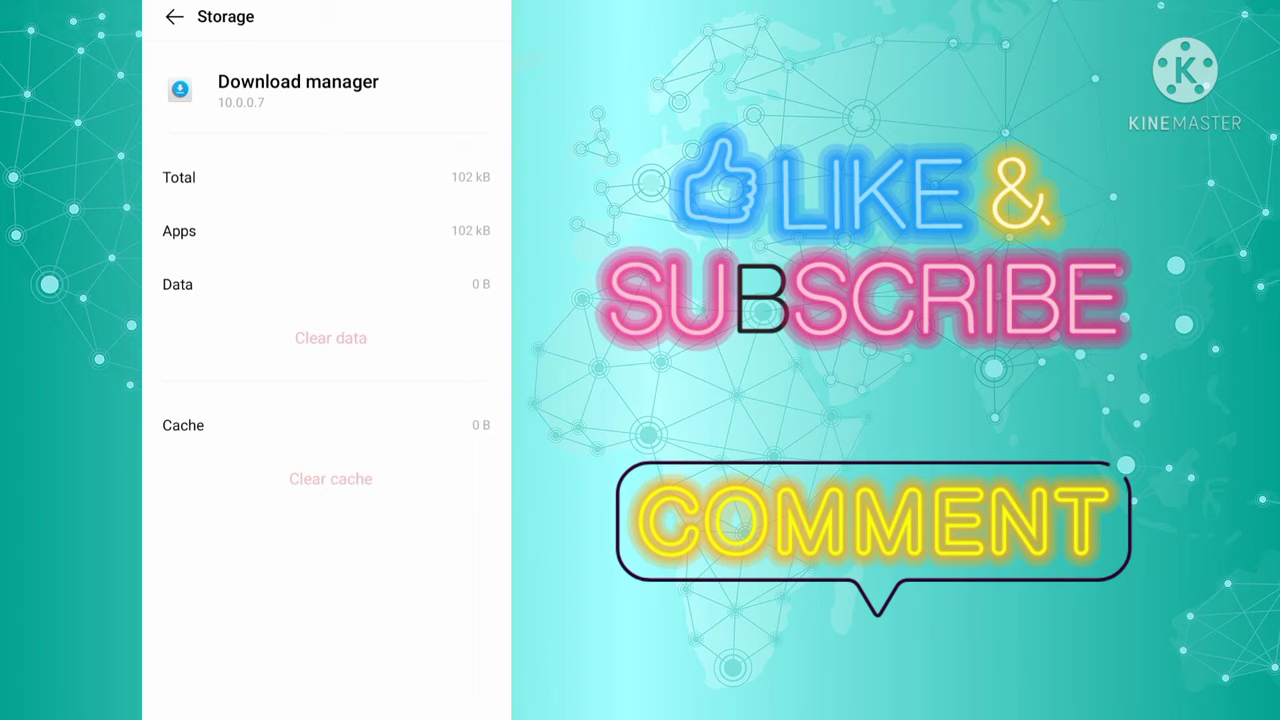 Storage
Download manager
10.0.0.7
Total 102 kB
Apps 102 kB
Data 0 B
Clear data
Cache 0 B
Clear cache
K
KINEMASTER
LIKE &
SUBSCRIBE
COMMENT